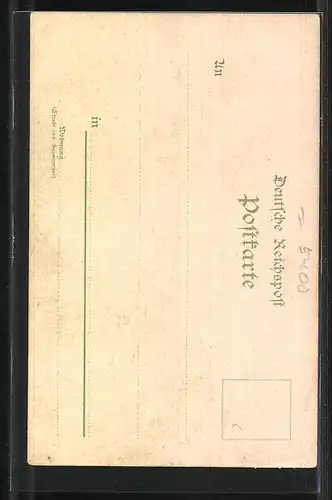 Deutsche Reichspost
Postkarte
An
in
Wohnung
(Straße und Hausnummer)